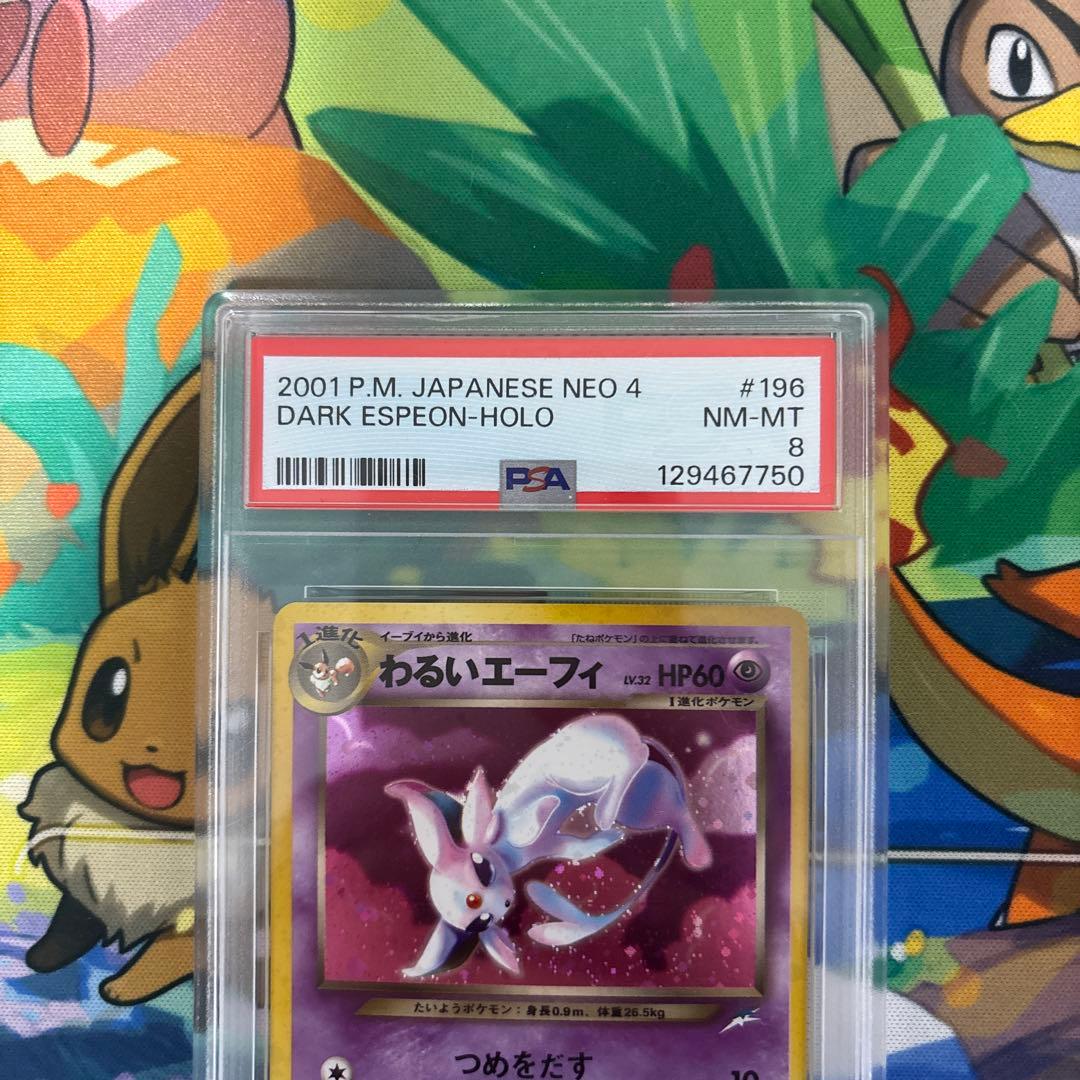 2001 P.M. JAPANESE NEO 4 #196
DARK ESPEON-HOLO NM-MT
8
PSA 129467750
1進化 イーブイから進化 「たねポケモン」の上に重ねて進化させます。
わるいエーフィ LV.32 HP60
1進化ポケモン
たいようポケモン：身長0.9m、体重26.5kg
つめをだす
10